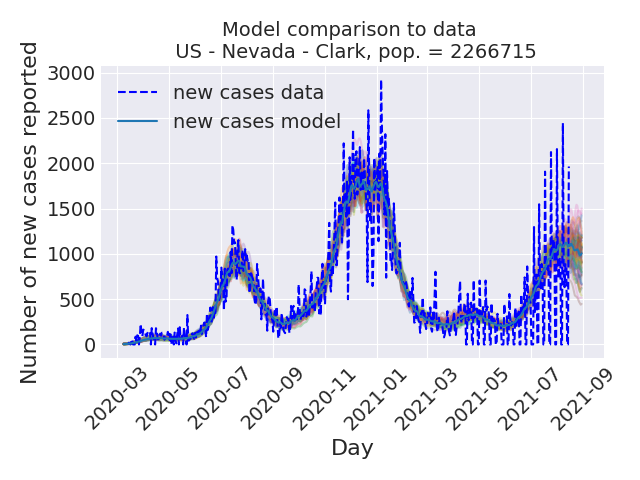 Model comparison to data
US - Nevada - Clark, pop. = 2266715
Number of new cases reported
3000
2500
2000
1500
1000
500
0
new cases data
new cases model
2020-03
2020-05
2020-07
2020-09
2020-11
2021-01
2021-03
2021-05
2021-07
2021-09
Day